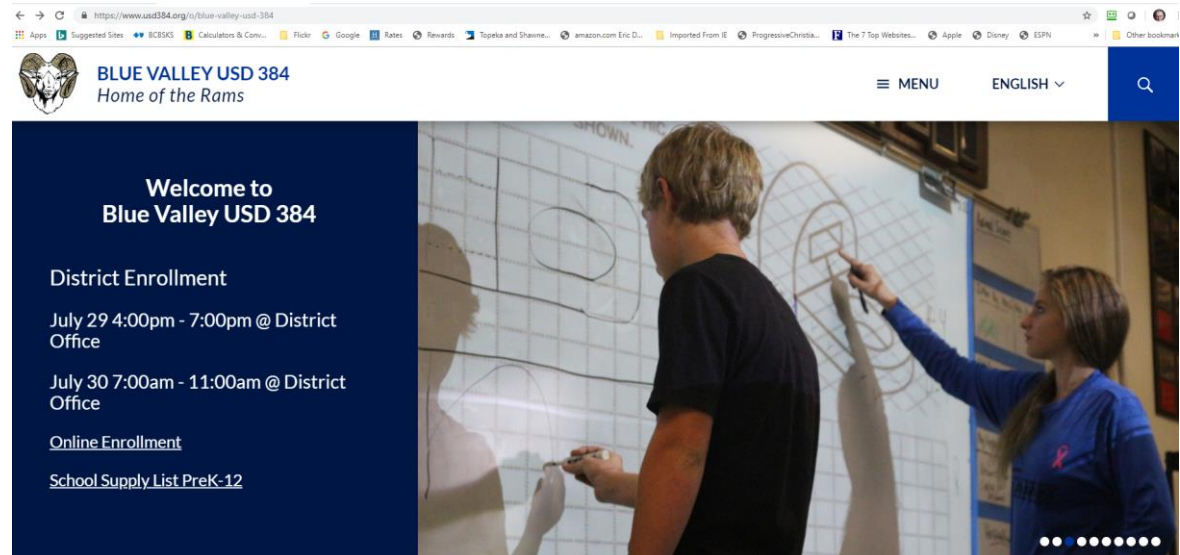 https://www.usd384.org/o/blue-valley-usd-384
Apps Suggested Sites BCBSKS Calculators & Conv... Flickr Google Rates Rewards Topeka and Shawne... amazon.com Eric D... Imported From IE ProgressiveChristia... The 7 Top Websites... Apple Disney ESPN » Other bookmark
BLUE VALLEY USD 384
Home of the Rams
MENU ENGLISH
SHOWN.
Welcome to
Blue Valley USD 384
District Enrollment
July 29 4:00pm - 7:00pm @ District
Office
July 30 7:00am - 11:00am @ District
Office
Online Enrollment
School Supply List PreK-12